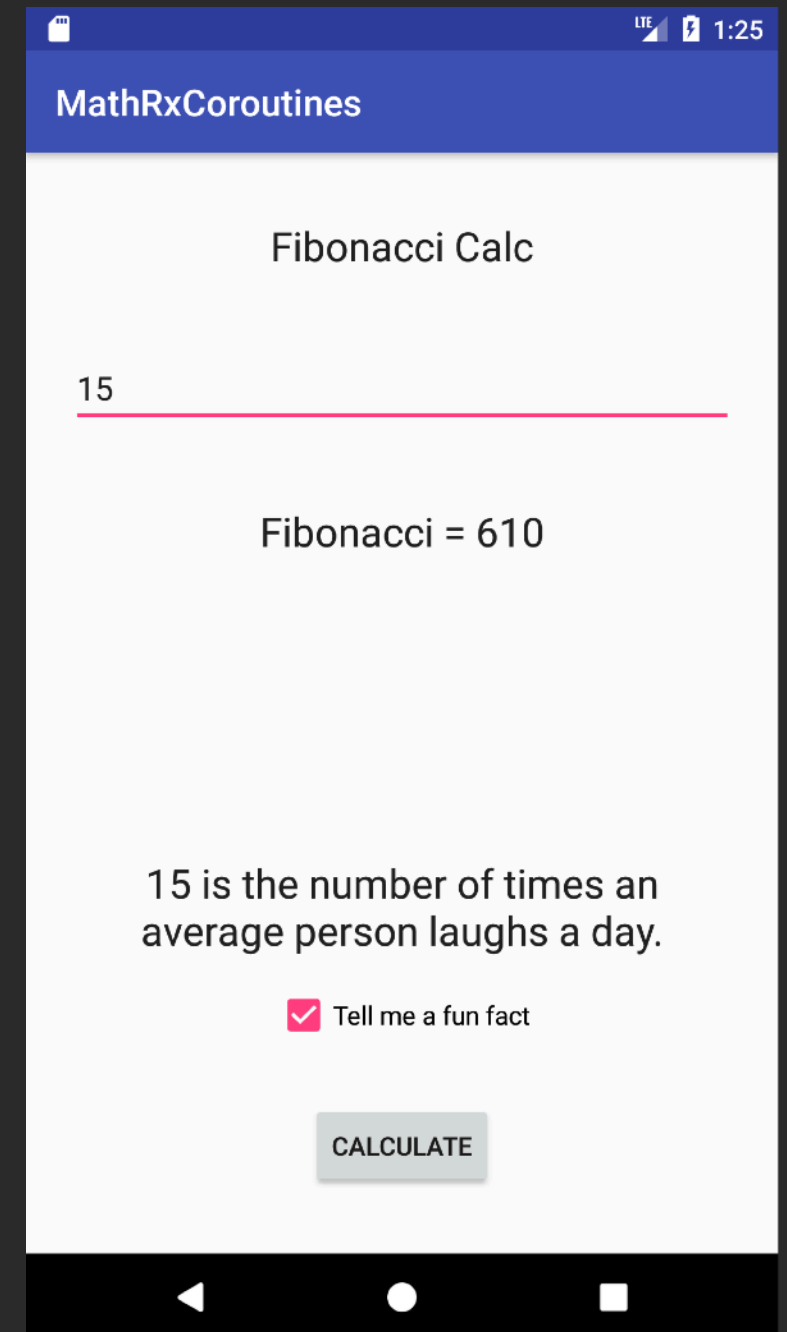 LTE 1:25
MathRxCoroutines
Fibonacci Calc
15
Fibonacci = 610
15 is the number of times an
average person laughs a day.
Tell me a fun fact
CALCULATE